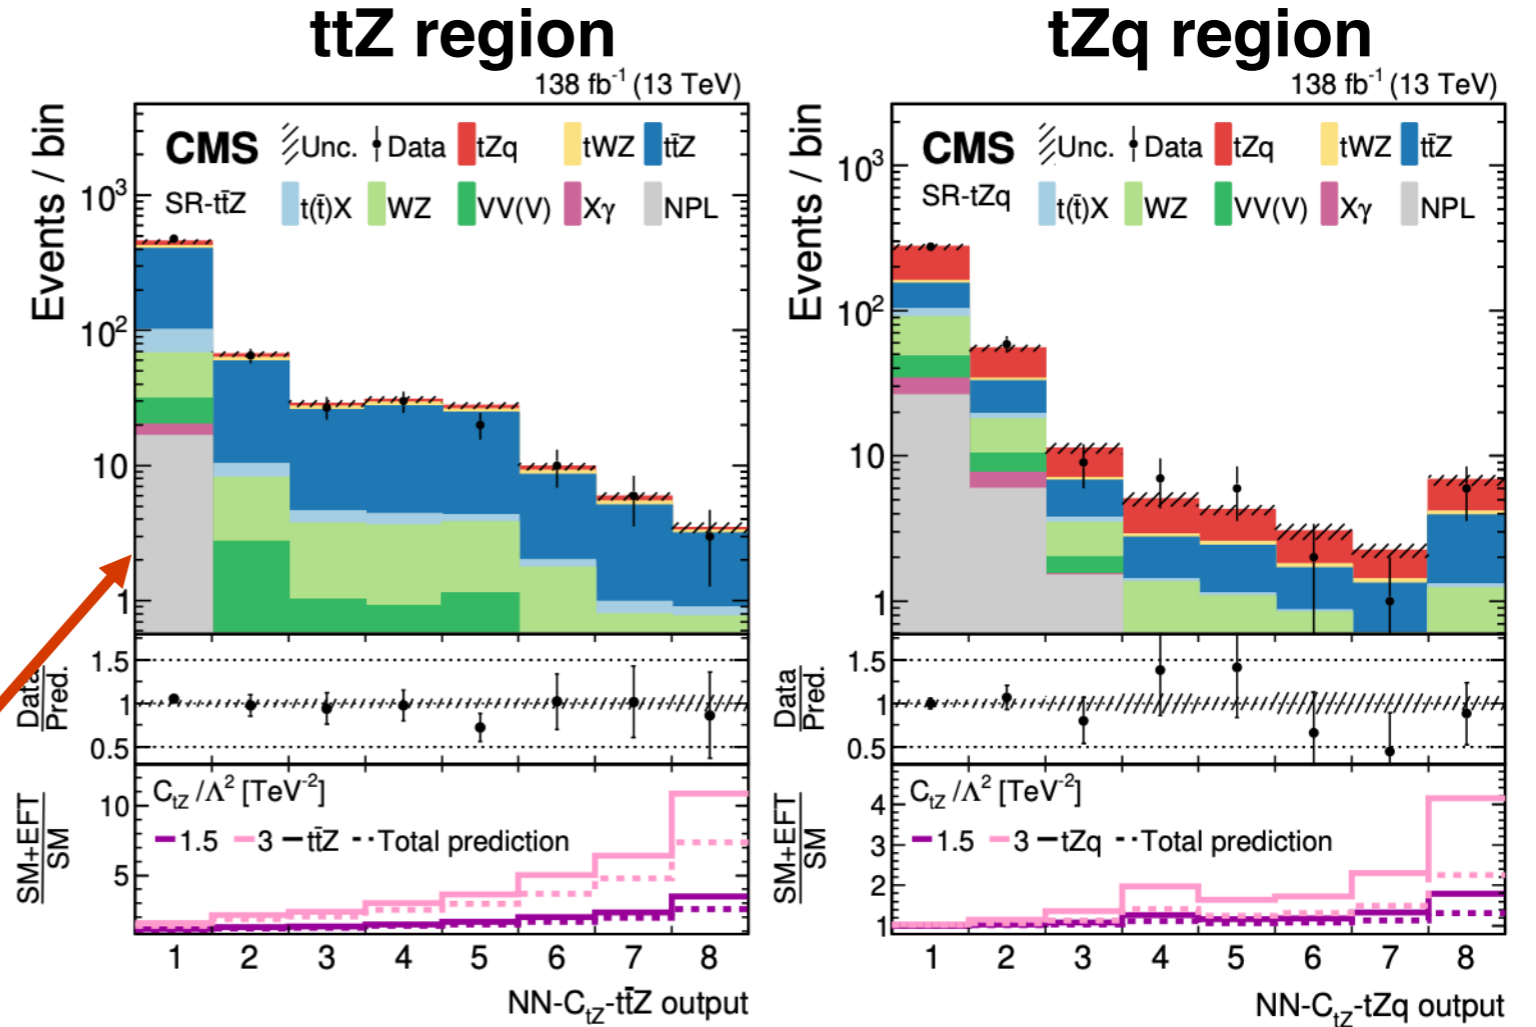 ttZ region
138 fb⁻¹ (13 TeV)
Events / bin
CMS
Unc. Data tZq tWZ tt̄Z
SR-tt̄Z
t(t̄)X WZ VV(V) Xγ NPL
10³
10²
10
1
Data
Pred.
1.5
1
0.5
SM+EFT
SM
C_tZ /Λ² [TeV⁻²]
1.5 3 tt̄Z Total prediction
10
5
1 2 3 4 5 6 7 8
NN-C_tZ-tt̄Z output
tZq region
138 fb⁻¹ (13 TeV)
Events / bin
CMS
Unc. Data tZq tWZ tt̄Z
SR-tZq
t(t̄)X WZ VV(V) Xγ NPL
10³
10²
10
1
Data
Pred.
1.5
1
0.5
SM+EFT
SM
C_tZ /Λ² [TeV⁻²]
1.5 3 tZq Total prediction
4
3
2
1
1 2 3 4 5 6 7 8
NN-C_tZ-tZq output